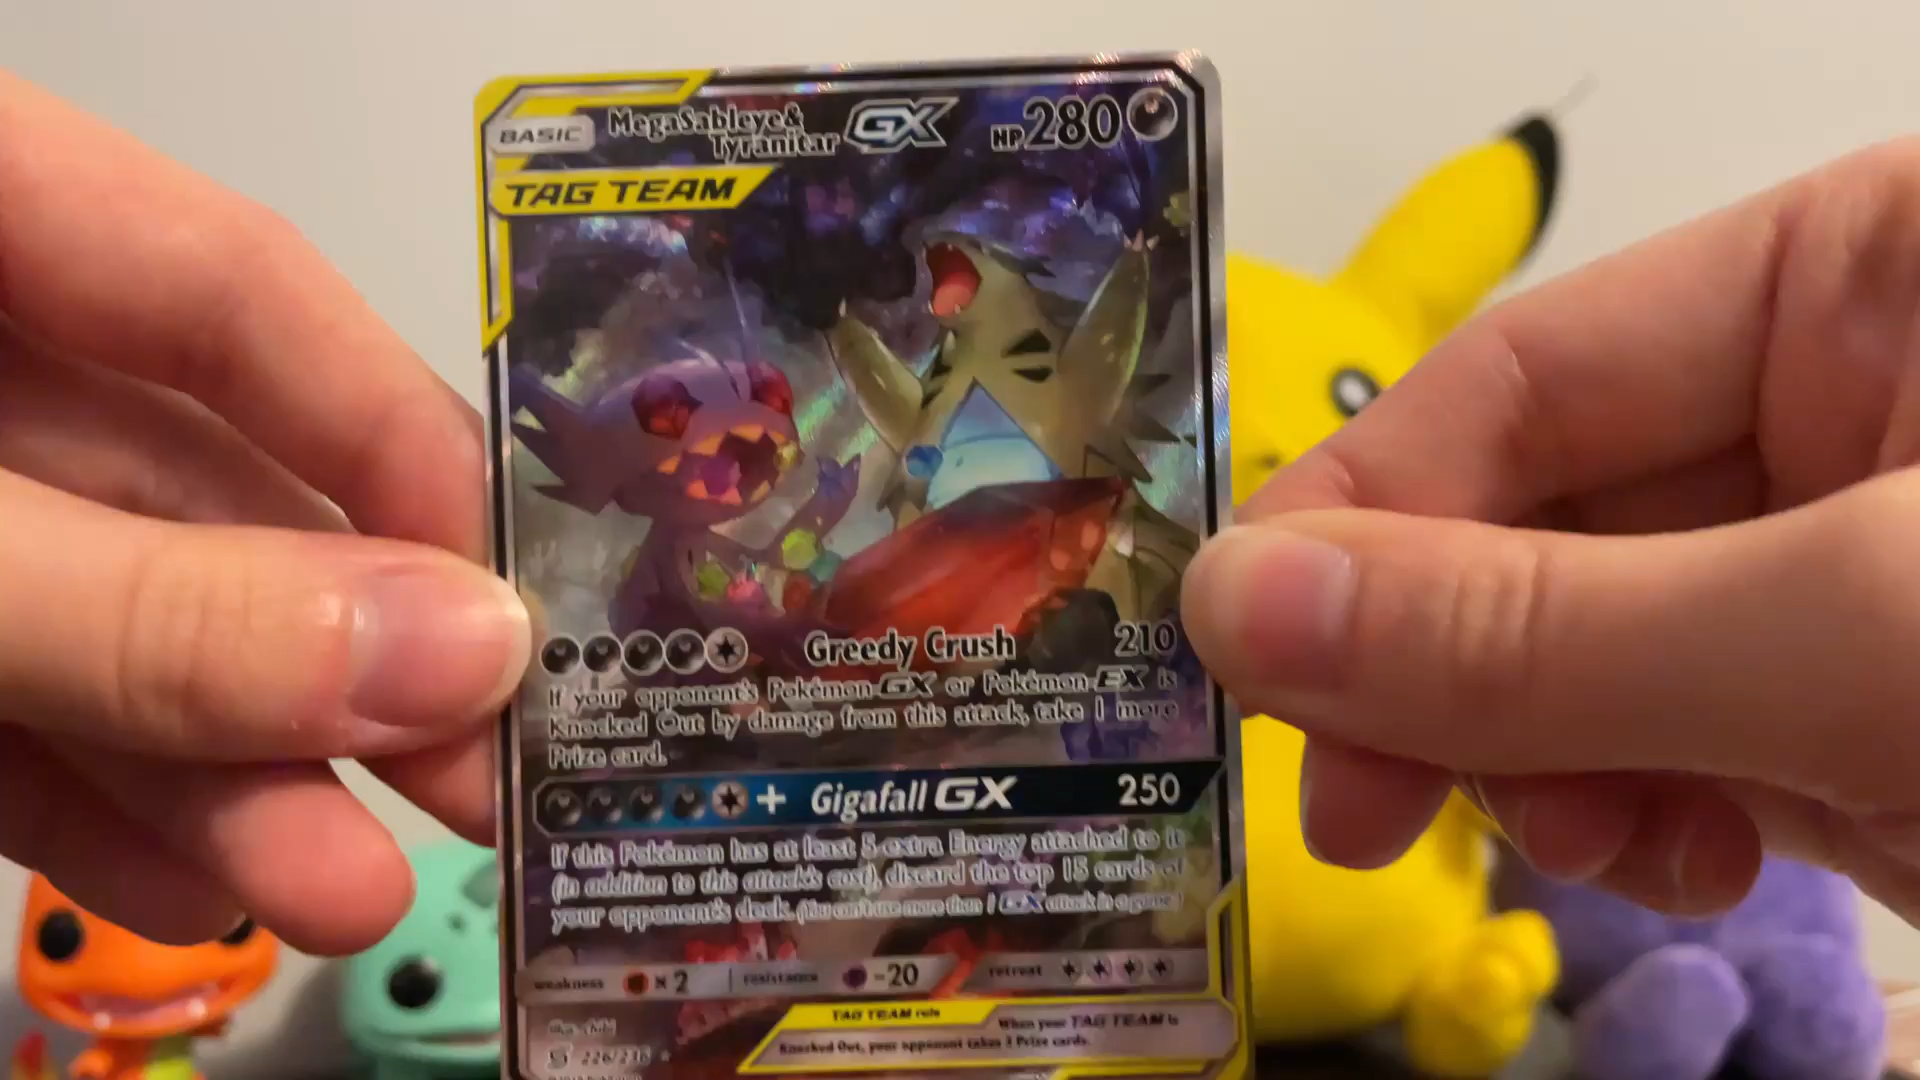 BASIC MegaSableye& Tyranitar GX HP 280
TAG TEAM
Greedy Crush 210
If your opponent's Pokémon-GX or Pokémon-EX is
Knocked Out by damage from this attack, take 1 more
Prize card.
+ Gigafall GX 250
If this Pokémon has at least 5 extra Energy attached to it
(in addition to this attack's cost), discard the top 15 cards of
your opponent's deck. (You can't use more than 1 GX attack in a game.)
weakness ×2 resistance -20 retreat
TAG TEAM rule When your TAG TEAM is
Knocked Out, your opponent takes 3 Prize cards.
226/236